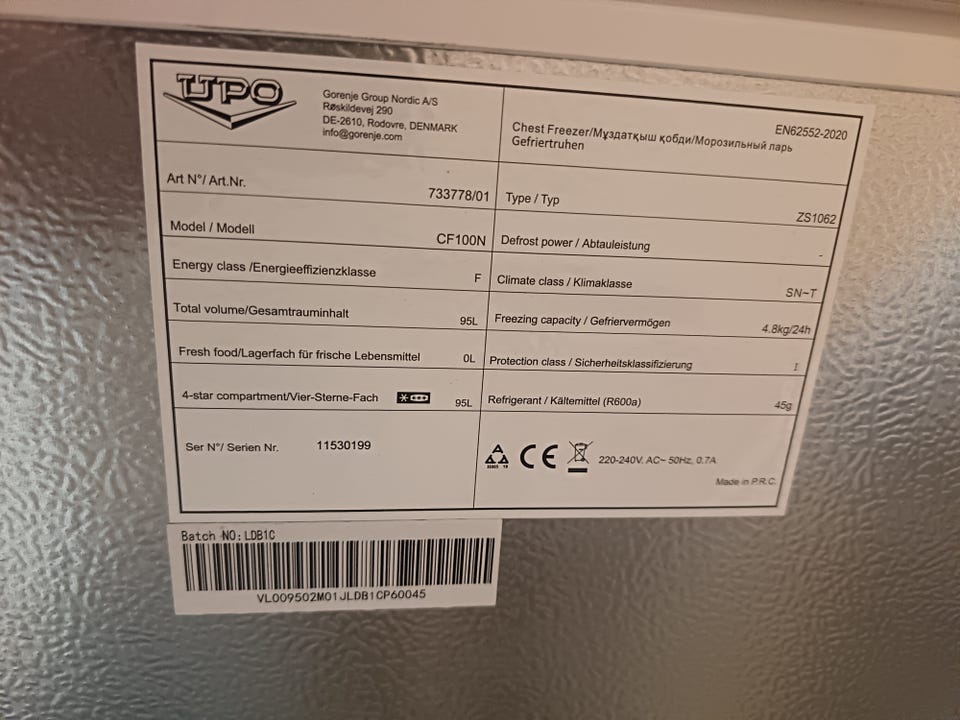 UPO
Gorenje Group Nordic A/S
Røskildevej 290
DE-2610, Rodovre, DENMARK
info@gorenje.com
EN62552-2020
Chest Freezer/Мұздатқыш қобди/Морозильный ларь
Gefriertruhen
Art N°/ Art.Nr. 733778/01
Type / Typ ZS1062
Model / Modell CF100N
Defrost power / Abtauleistung -
Energy class /Energieeffizienzklasse F
Climate class / Klimaklasse SN~T
Total volume/Gesamtrauminhalt 95L
Freezing capacity / Gefriervermögen 4.8kg/24h
Fresh food/Lagerfach für frische Lebensmittel 0L
Protection class / Sicherheitsklassifizierung I
4-star compartment/Vier-Sterne-Fach 95L
Refrigerant / Kältemittel (R600a) 45g
Ser N°/ Serien Nr. 11530199
CE 220-240V, AC~ 50Hz, 0.7A
Made in P.R.C.
Batch NO:LDB1C
VL009502M01JLDB1CP60045